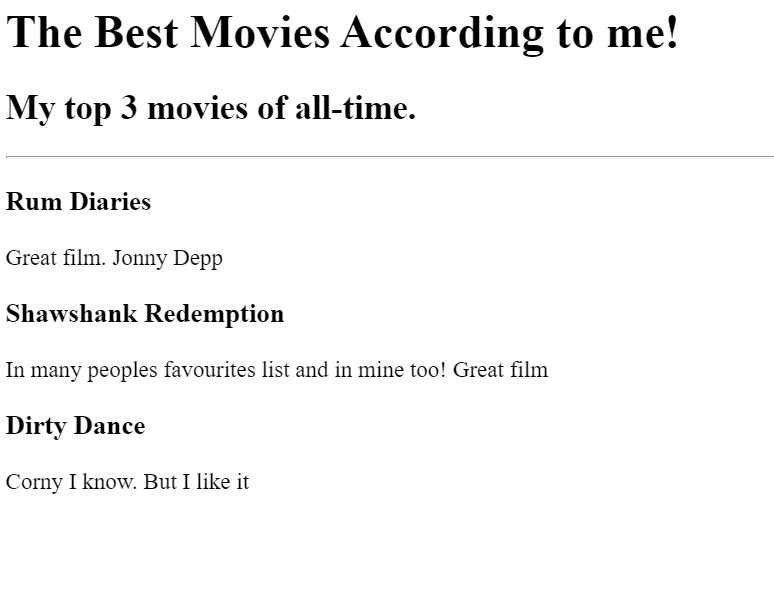 The Best Movies According to me!
My top 3 movies of all-time.
Rum Diaries
Great film. Jonny Depp
Shawshank Redemption
In many peoples favourites list and in mine too! Great film
Dirty Dance
Corny I know. But I like it